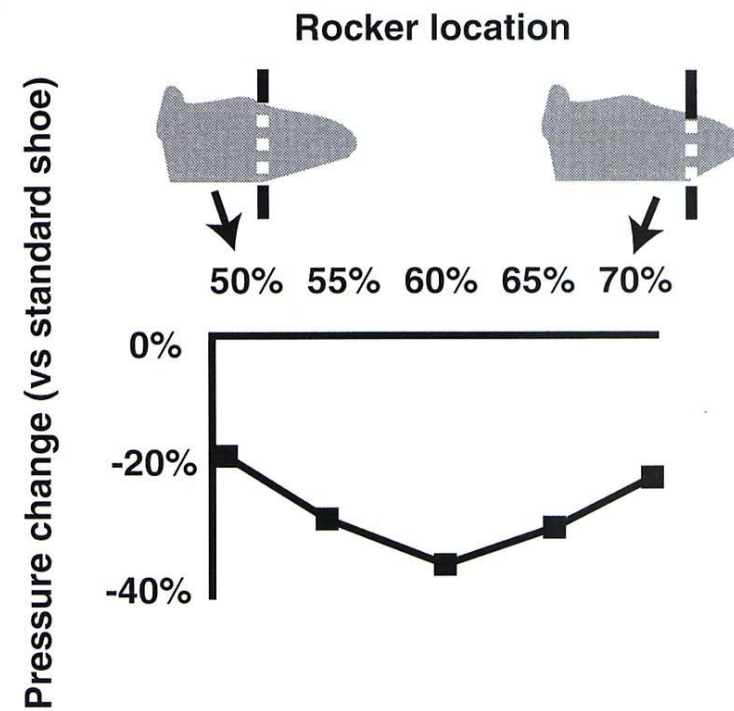 Rocker location
Pressure change (vs standard shoe)
50% 55% 60% 65% 70%
0%
-20%
-40%